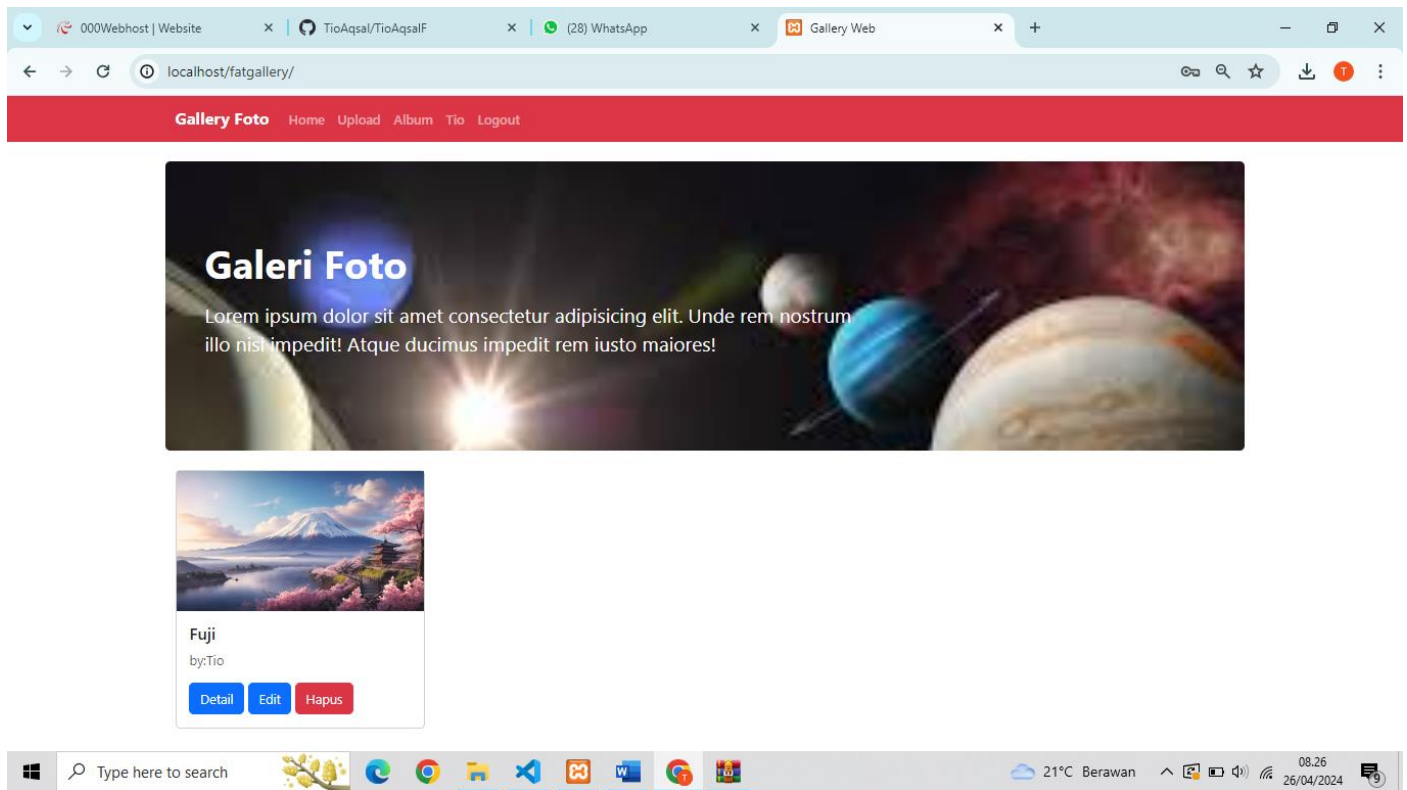 000Webhost | Website
TioAqsal/TioAqsalF
(28) WhatsApp
Gallery Web
localhost/fatgallery/
T
Gallery Foto Home Upload Album Tio Logout
Galeri Foto
Lorem ipsum dolor sit amet consectetur adipisicing elit. Unde rem nostrum
illo nisi impedit! Atque ducimus impedit rem iusto maiores!
Fuji
by:Tio
Detail Edit Hapus
Type here to search
21°C Berawan
08.26
26/04/2024
9